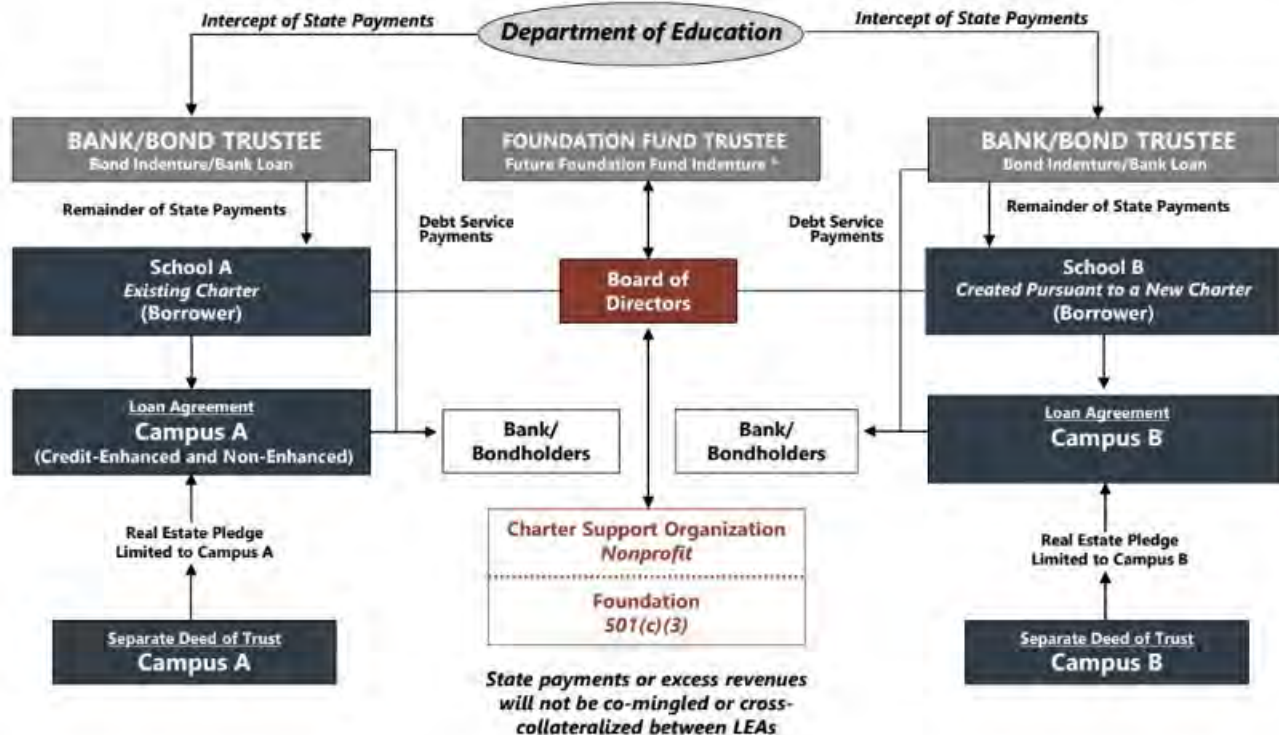 Intercept of State Payments
Department of Education
Intercept of State Payments
BANK/BOND TRUSTEE
Bond Indenture/Bank Loan
FOUNDATION FUND TRUSTEE
Future Foundation Fund Indenture
BANK/BOND TRUSTEE
Bond Indenture/Bank Loan
Remainder of State Payments
Debt Service
Payments
Debt Service
Payments
Remainder of State Payments
School A
Existing Charter
(Borrower)
Board of
Directors
School B
Created Pursuant to a New Charter
(Borrower)
Loan Agreement
Campus A
(Credit-Enhanced and Non-Enhanced)
Bank/
Bondholders
Bank/
Bondholders
Loan Agreement
Campus B
Real Estate Pledge
Limited to Campus A
Charter Support Organization
Nonprofit
Foundation
501(c)(3)
Real Estate Pledge
Limited to Campus B
Separate Deed of Trust
Campus A
Separate Deed of Trust
Campus B
State payments or excess revenues
will not be co-mingled or cross-
collateralized between LEAs